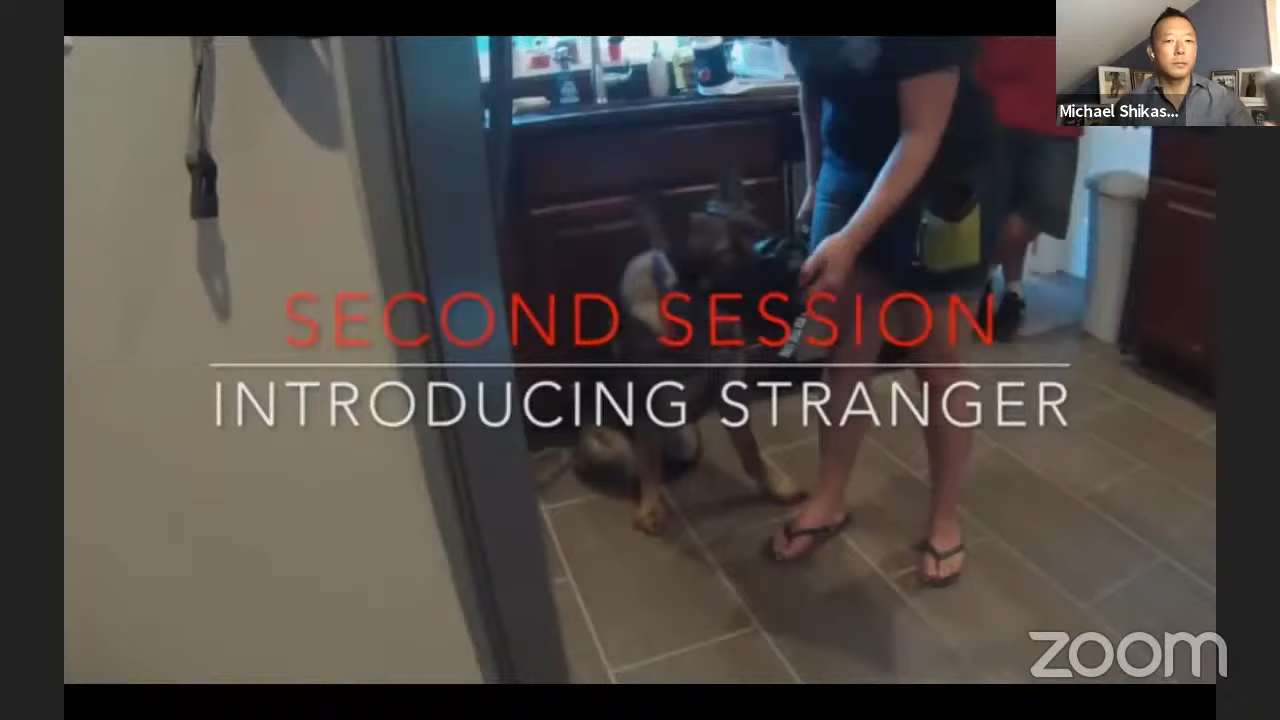 Michael Shikas...
SECOND SESSION
INTRODUCING STRANGER
zoom